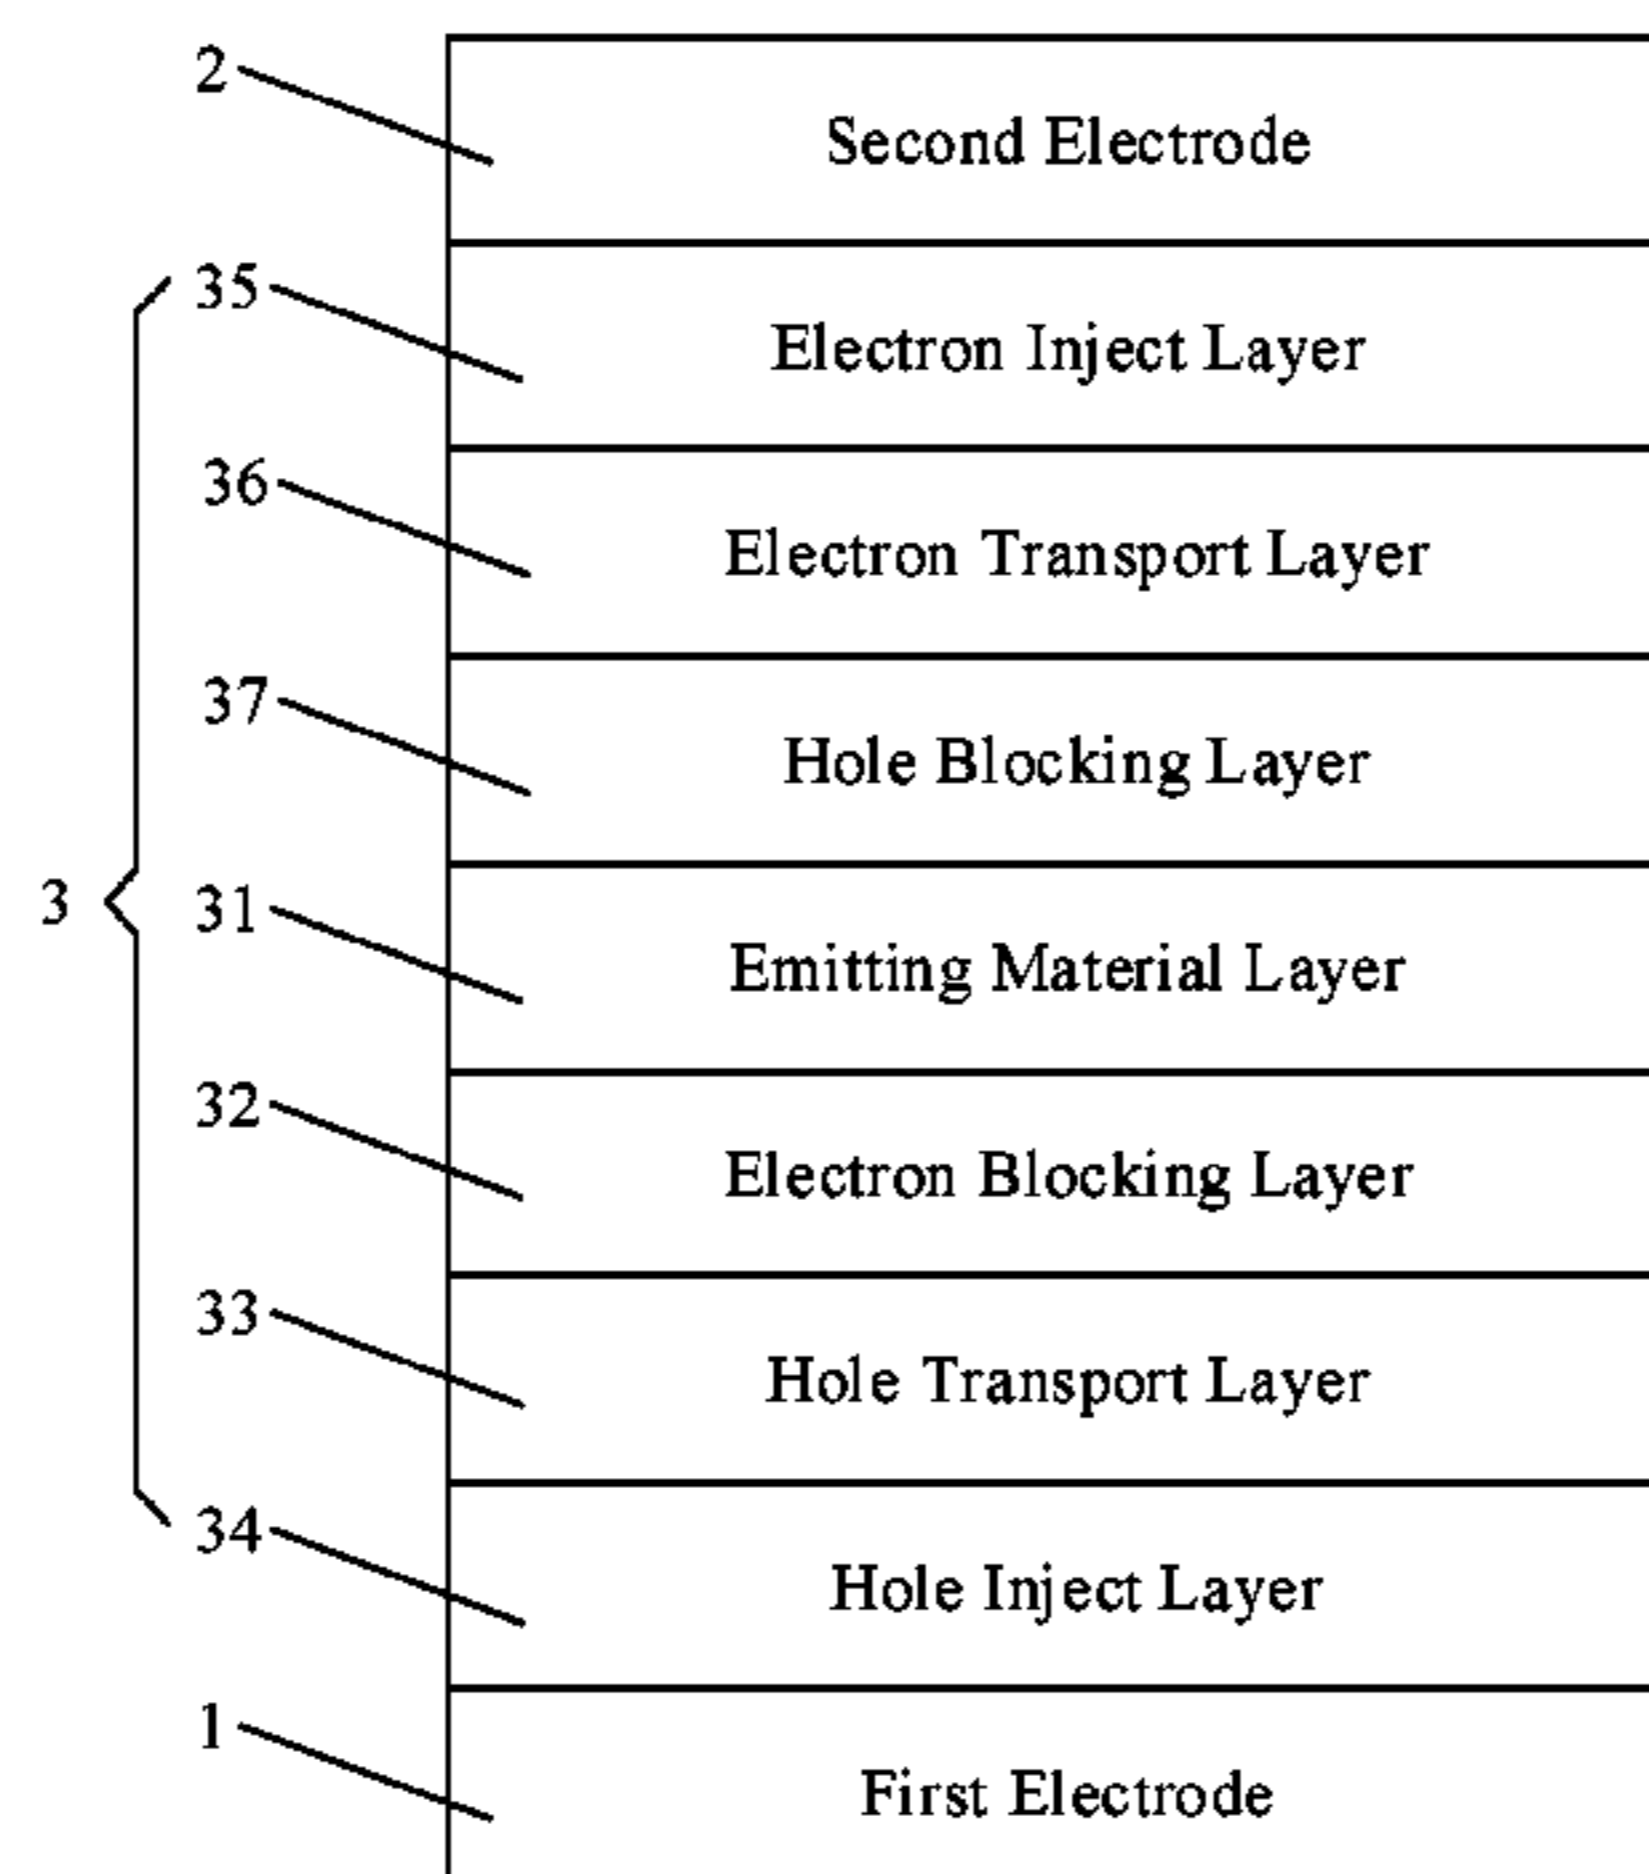 2 Second Electrode
35 Electron Inject Layer
36 Electron Transport Layer
37 Hole Blocking Layer
3 31 Emitting Material Layer
32 Electron Blocking Layer
33 Hole Transport Layer
34 Hole Inject Layer
1 First Electrode